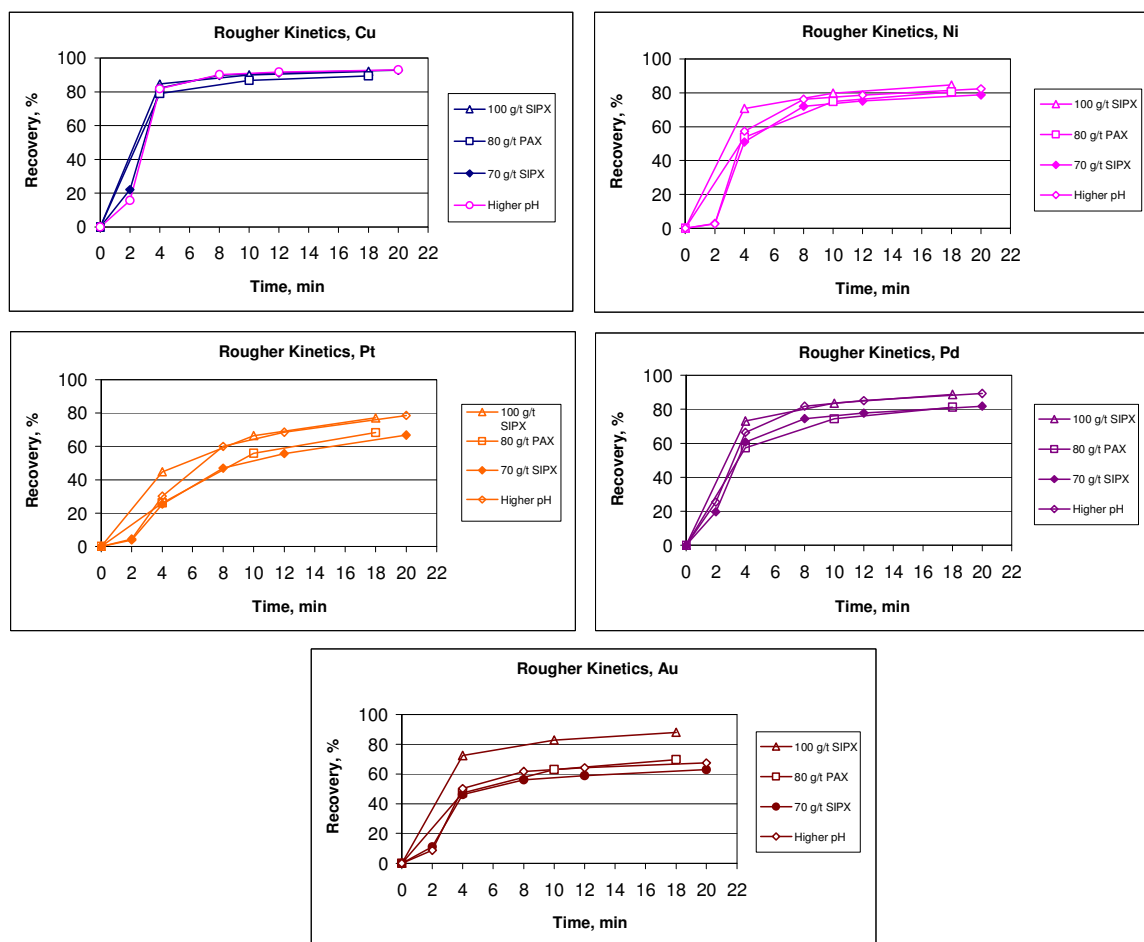 Rougher Kinetics, Cu
Recovery, %
100
80
60
40
20
0
0 2 4 6 8 10 12 14 16 18 20 22
Time, min
100 g/t SIPX
80 g/t PAX
70 g/t SIPX
Higher pH
Rougher Kinetics, Ni
Recovery, %
100
80
60
40
20
0
0 2 4 6 8 10 12 14 16 18 20 22
Time, min
100 g/t SIPX
80 g/t PAX
70 g/t SIPX
Higher pH
Rougher Kinetics, Pt
Recovery, %
100
80
60
40
20
0
0 2 4 6 8 10 12 14 16 18 20 22
Time, min
100 g/t
SIPX
80 g/t PAX
70 g/t SIPX
Higher pH
Rougher Kinetics, Pd
Recovery, %
100
80
60
40
20
0
0 2 4 6 8 10 12 14 16 18 20 22
Time, min
100 g/t SIPX
80 g/t PAX
70 g/t SIPX
Higher pH
Rougher Kinetics, Au
Recovery, %
100
80
60
40
20
0
0 2 4 6 8 10 12 14 16 18 20 22
Time, min
100 g/t SIPX
80 g/t PAX
70 g/t SIPX
Higher pH